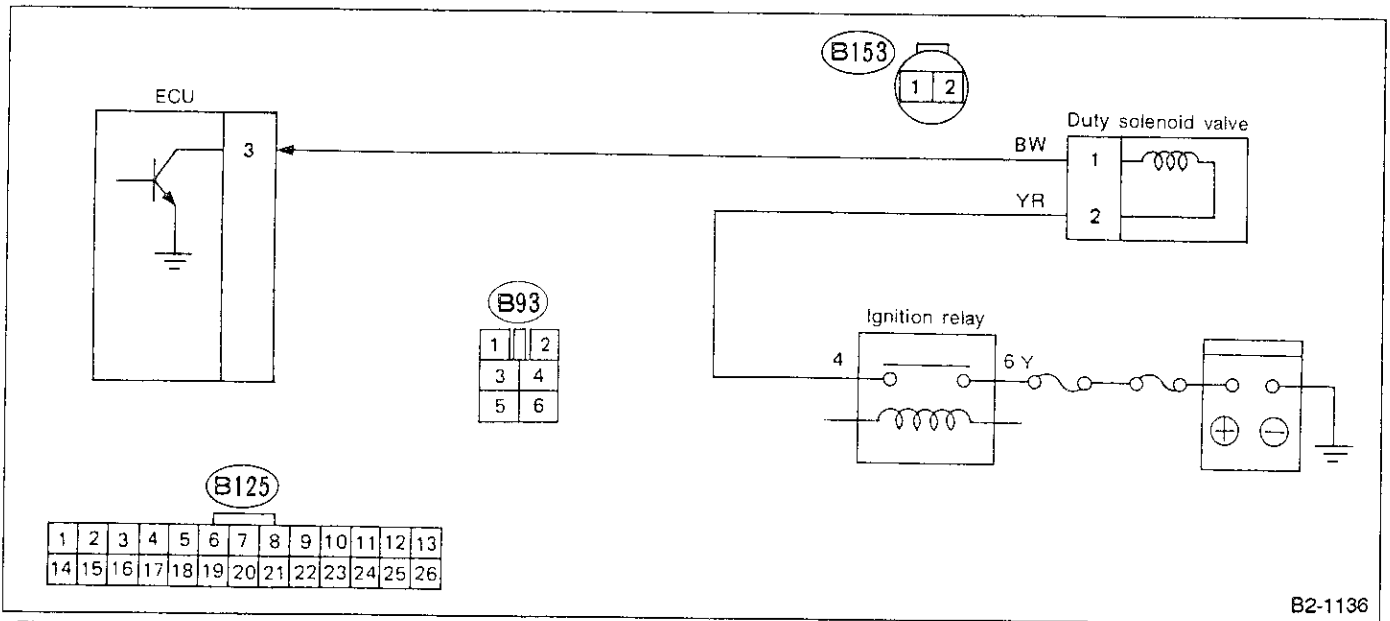 B153
1 2
ECU
3
Duty solenoid valve
BW
1
YR
2
B93
1 2
3 4
5 6
Ignition relay
4
6 Y
+ −
B125
1 2 3 4 5 6 7 8 9 10 11 12 13
14 15 16 17 18 19 20 21 22 23 24 25 26
B2-1136